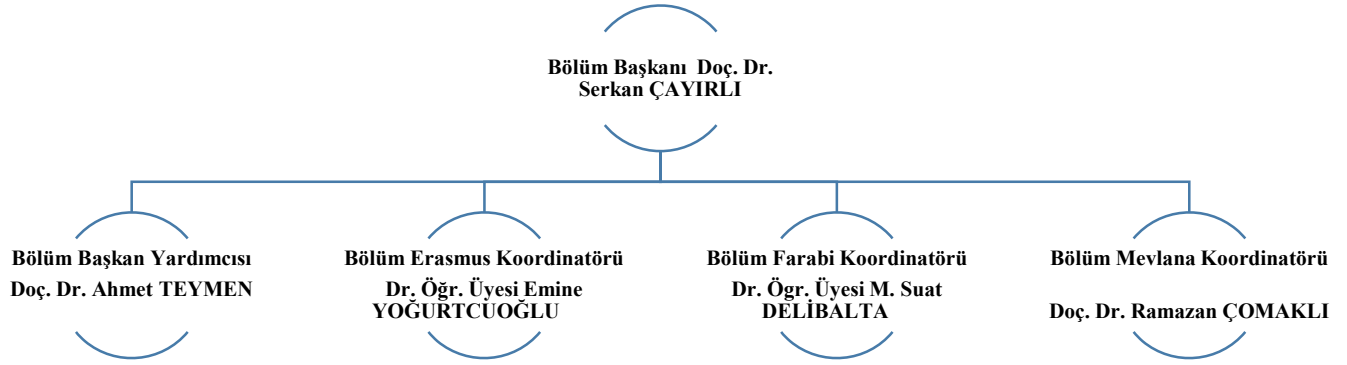 Bölüm Başkanı Doç. Dr.
Serkan ÇAYIRLI
Bölüm Başkan Yardımcısı
Doç. Dr. Ahmet TEYMEN
Bölüm Erasmus Koordinatörü
Dr. Öğr. Üyesi Emine
YOĞURTCUOĞLU
Bölüm Farabi Koordinatörü
Dr. Ögr. Üyesi M. Suat
DELİBALTA
Bölüm Mevlana Koordinatörü
Doç. Dr. Ramazan ÇOMAKLI